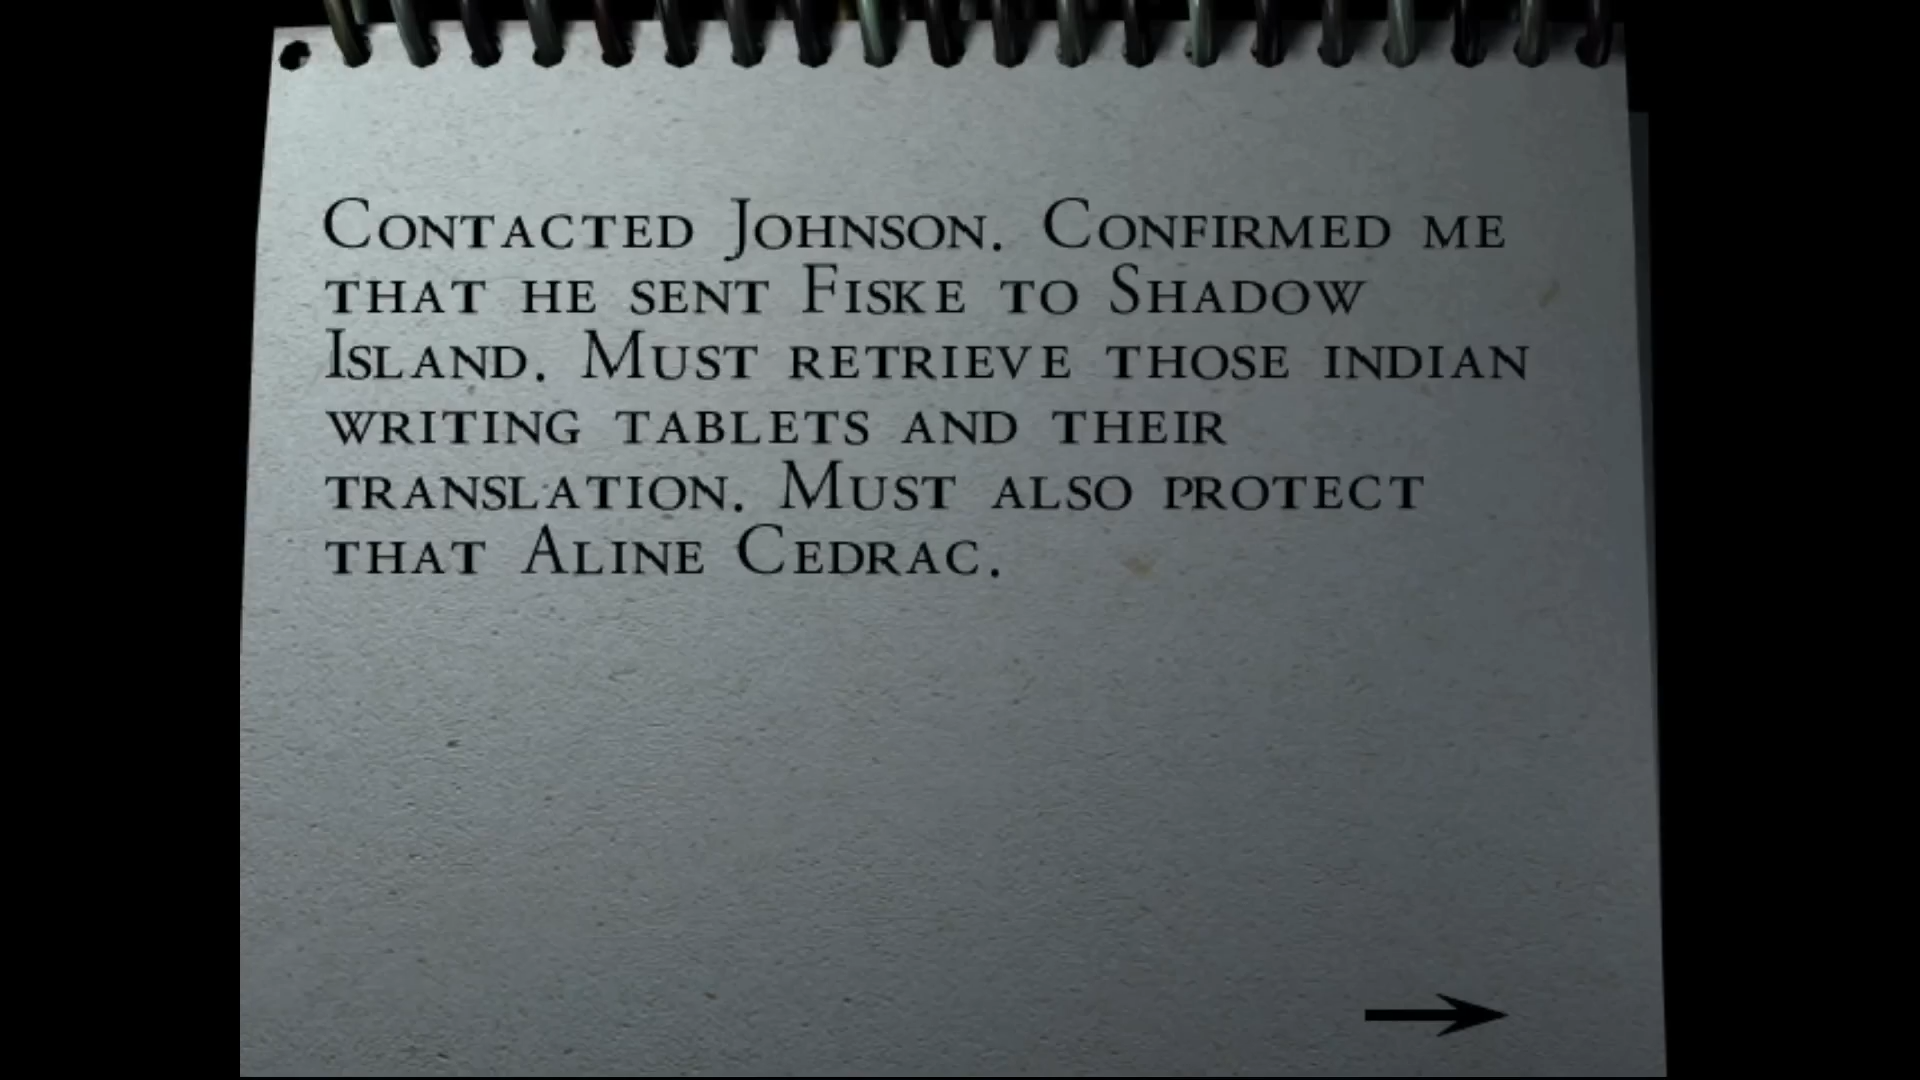 Contacted Johnson. Confirmed me
that he sent Fiske to Shadow
Island. Must retrieve those indian
writing tablets and their
translation. Must also protect
that Aline Cedrac.